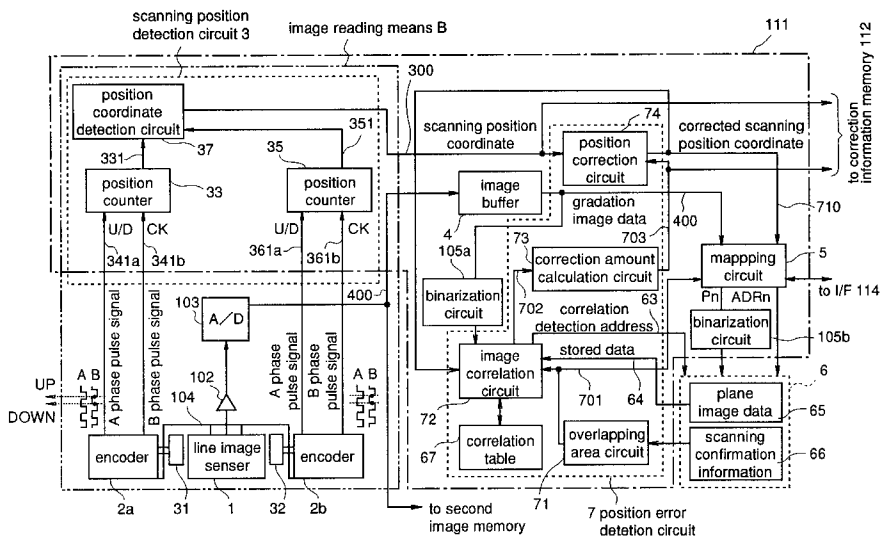 scanning position
detection circuit 3
image reading means B
111
position
coordinate
detection circuit
37
331
351
35
position
counter
33
position
counter
U/D
CK
341a
341b
U/D
CK
361a
361b
300
scanning position
coordinate
74
position
correction
circuit
corrected scanning
position coordinate
to correction
information memory 112
image
buffer
4
gradation
image data
400
710
703
105a
73
correction amount
calculation circuit
702
binarization
circuit
mappping
circuit
5
to I/F 114
Pn
ADRn
63
correlation
detection address
binarization
circuit
105b
400
103
A/D
102
104
A phase pulse signal
B phase pulse signal
A phase
pulse signal
B phase
pulse signal
UP
DOWN
A B
A B
image
correlation
circuit
72
stored data
64
701
6
plane
image data
65
scanning
confirmation
information
66
correlation
table
67
overlapping
area circuit
71
encoder
2a
31
line image
senser
1
32
encoder
2b
to second
image memory
7 position error
detetion circuit